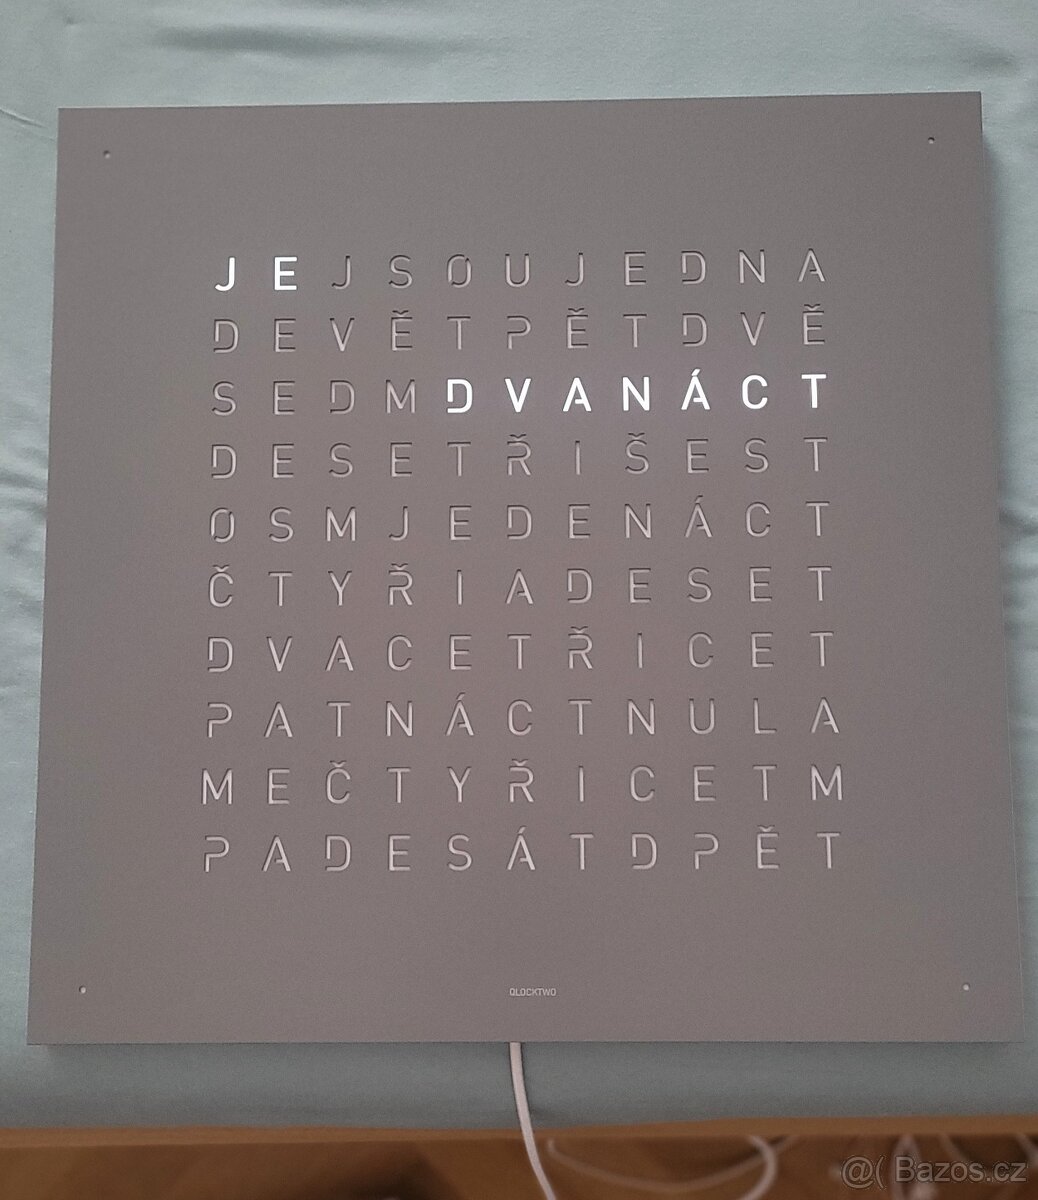 JEJSOUJEDNA
DEVĚTPĚTDVĚ
SEDMDVANÁCT
DESETŘIŠEST
OSMJEDENÁCT
ČTYŘIADESET
DVACETŘICET
PATNÁCTNULA
MEČTYŘICETM
PADESÁTDPĚT
QLOCKTWO
@( Bazos.cz